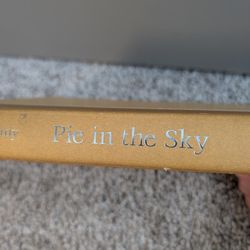 Pie in the Sky